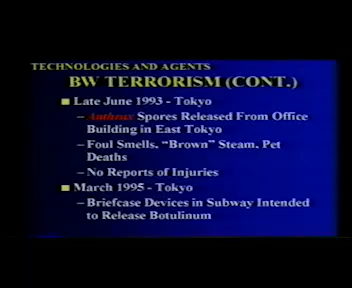 TECHNOLOGIES AND AGENTS
BW TERRORISM (CONT.)
Late June 1993 - Tokyo
– Anthrax Spores Released From Office
Building in East Tokyo
– Foul Smells, “Brown” Steam, Pet
Deaths
– No Reports of Injuries
March 1995 - Tokyo
– Briefcase Devices in Subway Intended
to Release Botulinum